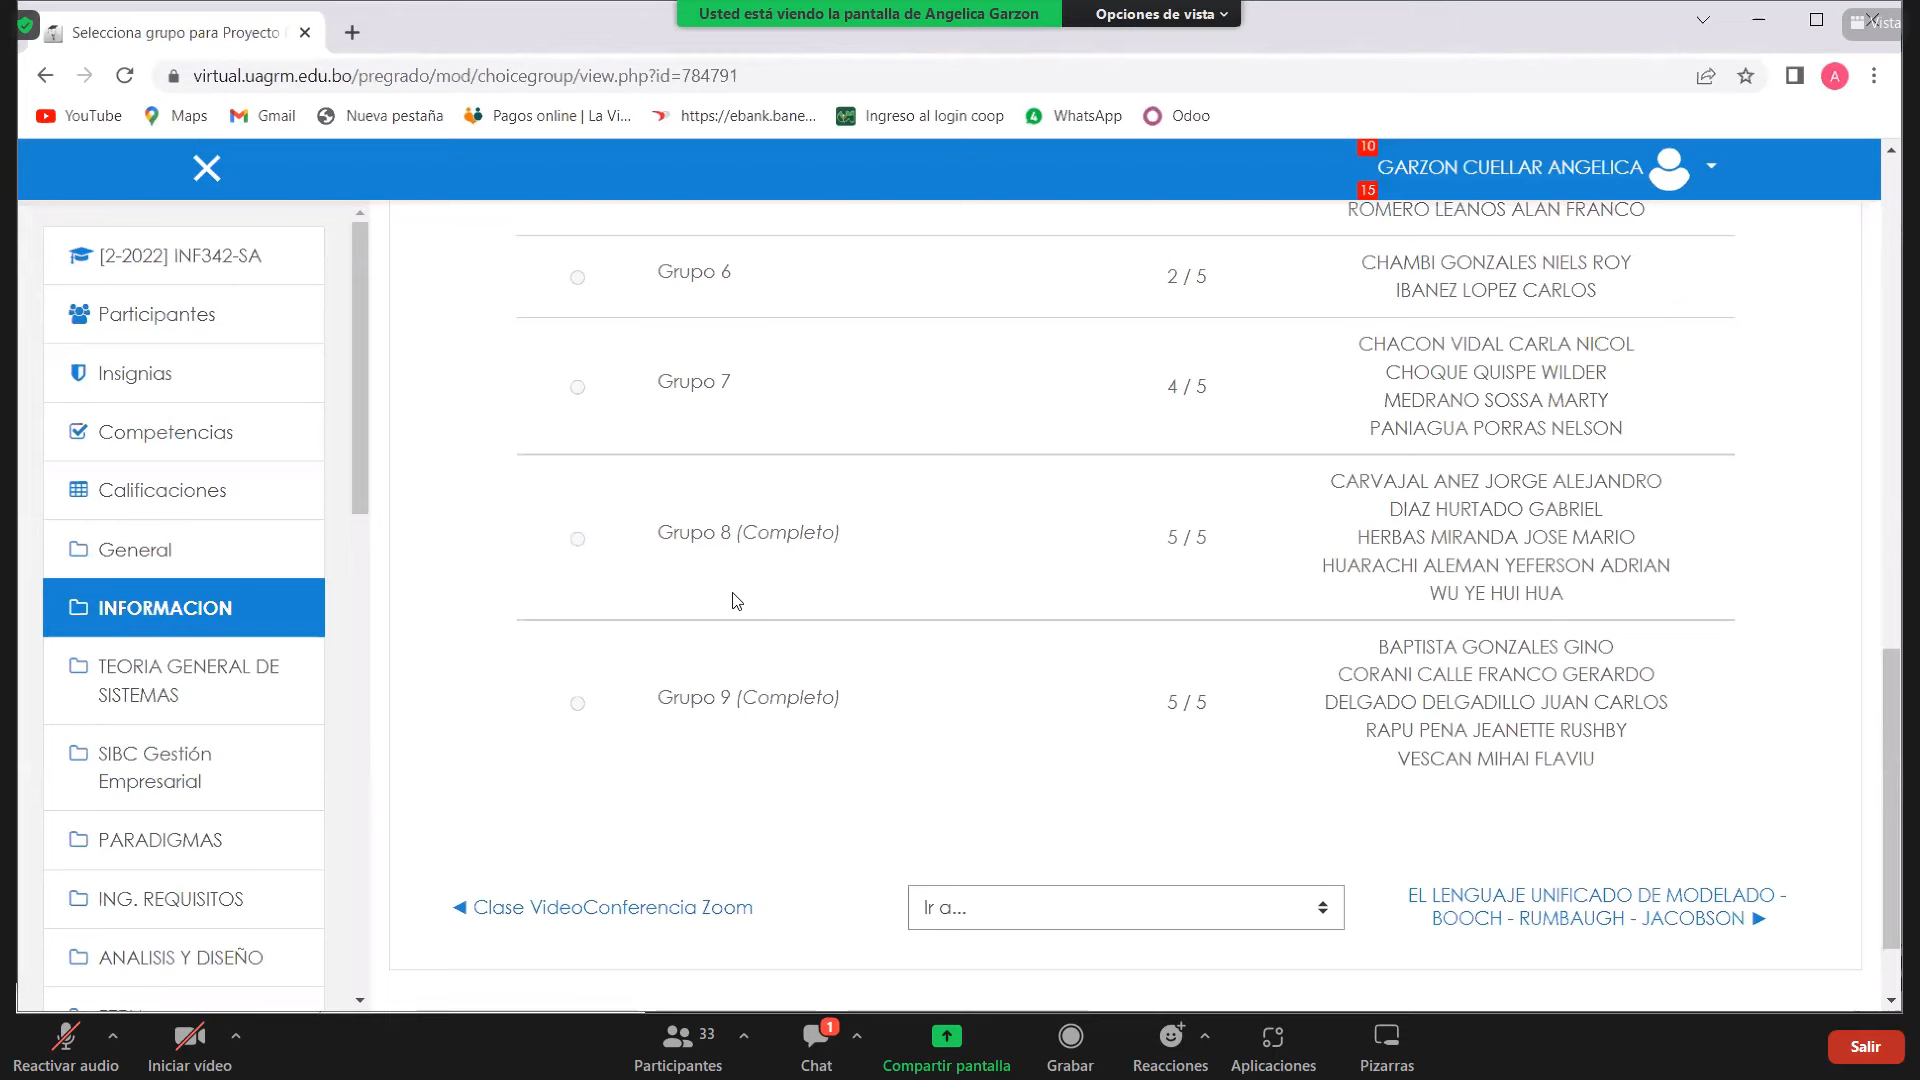 Usted está viendo la pantalla de Angelica Garzon
Opciones de vista
Selecciona grupo para Proyecto
Vista
virtual.uagrm.edu.bo/pregrado/mod/choicegroup/view.php?id=784791
A
YouTube
Maps
Gmail
Nueva pestaña
Pagos online | La Vi...
https://ebank.bane...
Ingreso al login coop
4
WhatsApp
Odoo
10
GARZON CUELLAR ANGELICA
15
[2-2022] INF342-SA
Participantes
Insignias
Competencias
Calificaciones
General
INFORMACION
TEORIA GENERAL DE
SISTEMAS
SIBC Gestión
Empresarial
PARADIGMAS
ING. REQUISITOS
ANALISIS Y DISEÑO
ROMERO LEANOS ALAN FRANCO
Grupo 6
2 / 5
CHAMBI GONZALES NIELS ROY
IBANEZ LOPEZ CARLOS
Grupo 7
4 / 5
CHACON VIDAL CARLA NICOL
CHOQUE QUISPE WILDER
MEDRANO SOSSA MARTY
PANIAGUA PORRAS NELSON
Grupo 8 (Completo)
5 / 5
CARVAJAL ANEZ JORGE ALEJANDRO
DIAZ HURTADO GABRIEL
HERBAS MIRANDA JOSE MARIO
HUARACHI ALEMAN YEFERSON ADRIAN
WU YE HUI HUA
Grupo 9 (Completo)
5 / 5
BAPTISTA GONZALES GINO
CORANI CALLE FRANCO GERARDO
DELGADO DELGADILLO JUAN CARLOS
RAPU PENA JEANETTE RUSHBY
VESCAN MIHAI FLAVIU
◀ Clase VideoConferencia Zoom
Ir a...
EL LENGUAJE UNIFICADO DE MODELADO -
BOOCH - RUMBAUGH - JACOBSON ▶
Reactivar audio
Iniciar vídeo
33
Participantes
1
Chat
Compartir pantalla
Grabar
Reacciones
Aplicaciones
Pizarras
Salir